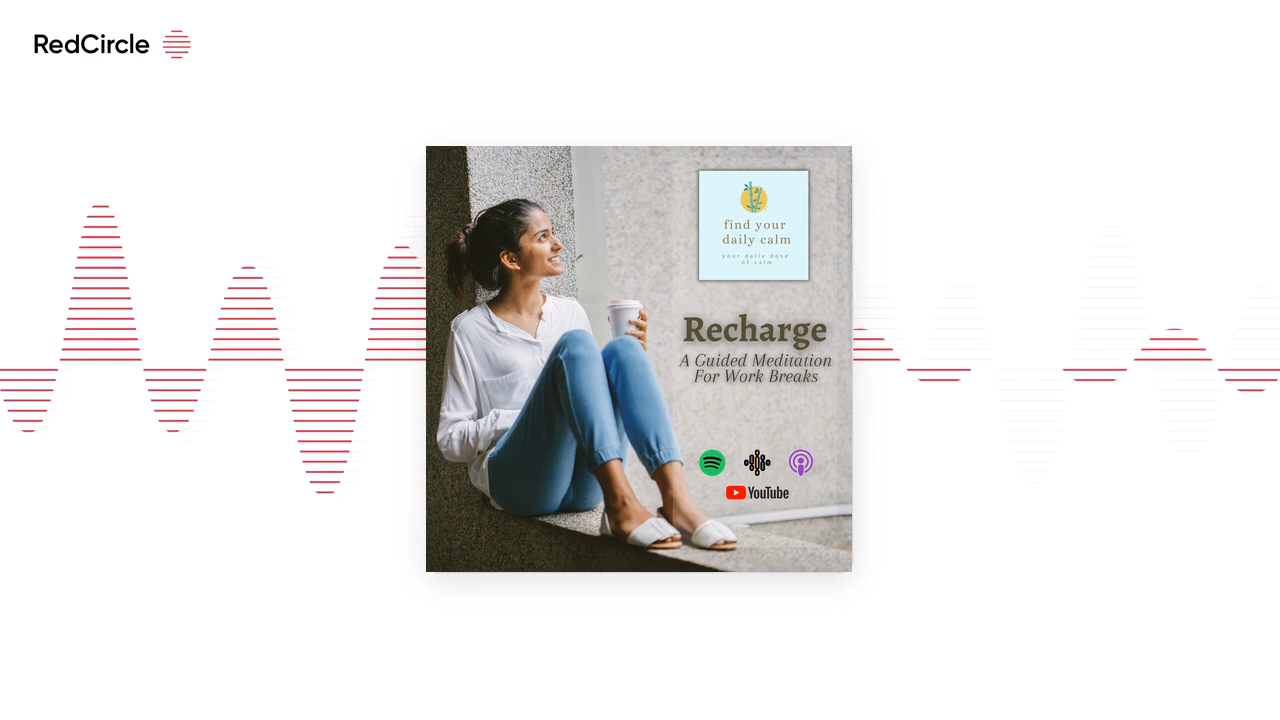 RedCircle
find your
daily calm
your daily dose
of calm
Recharge
A Guided Meditation
For Work Breaks
YouTube